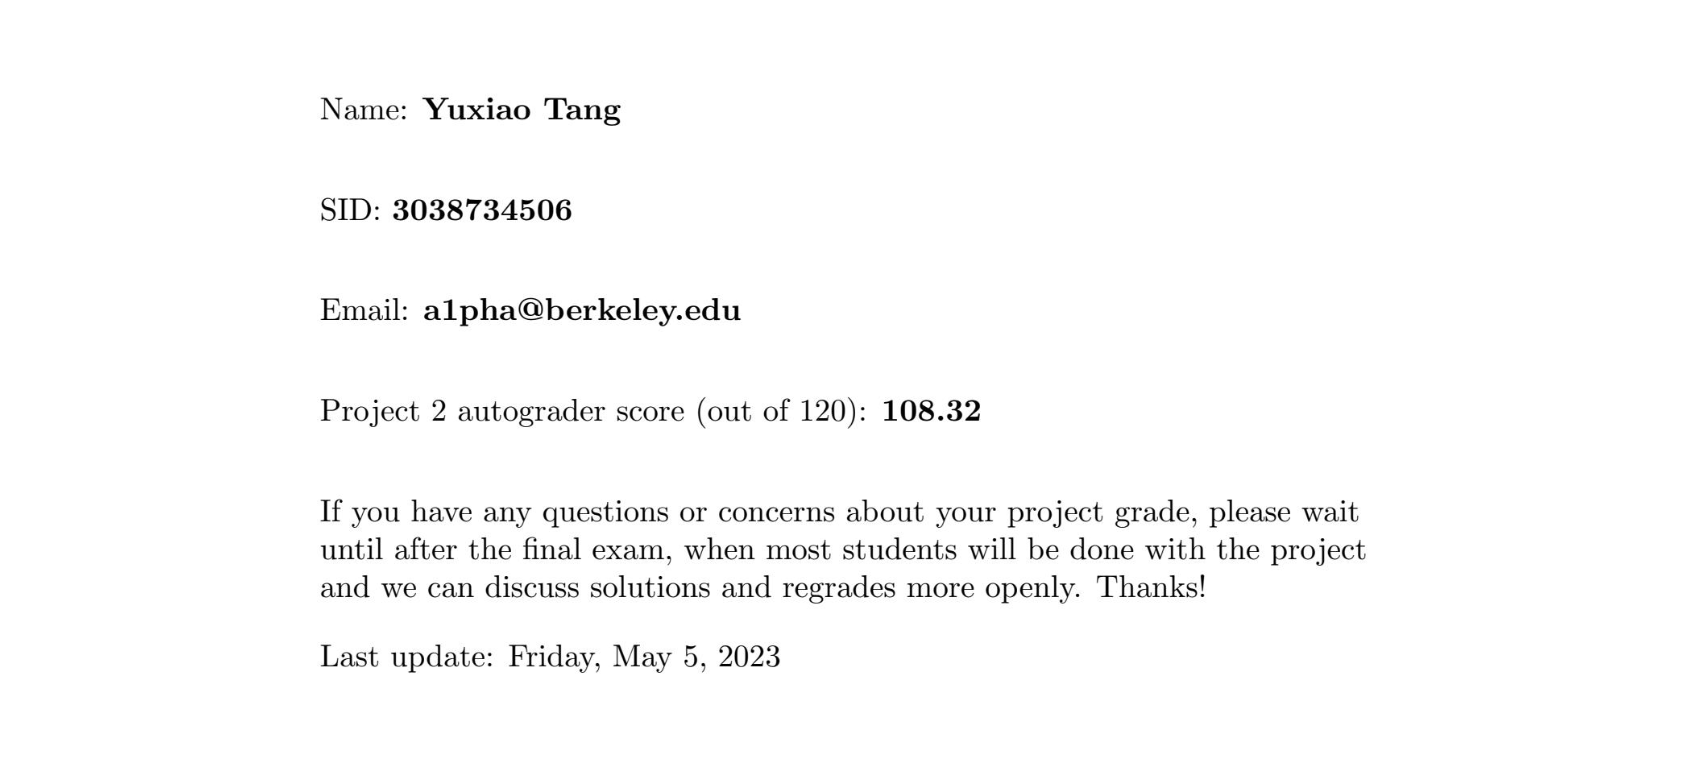 Name: Yuxiao Tang
SID: 3038734506
Email: a1pha@berkeley.edu
Project 2 autograder score (out of 120): 108.32
If you have any questions or concerns about your project grade, please wait
until after the final exam, when most students will be done with the project
and we can discuss solutions and regrades more openly. Thanks!
Last update: Friday, May 5, 2023